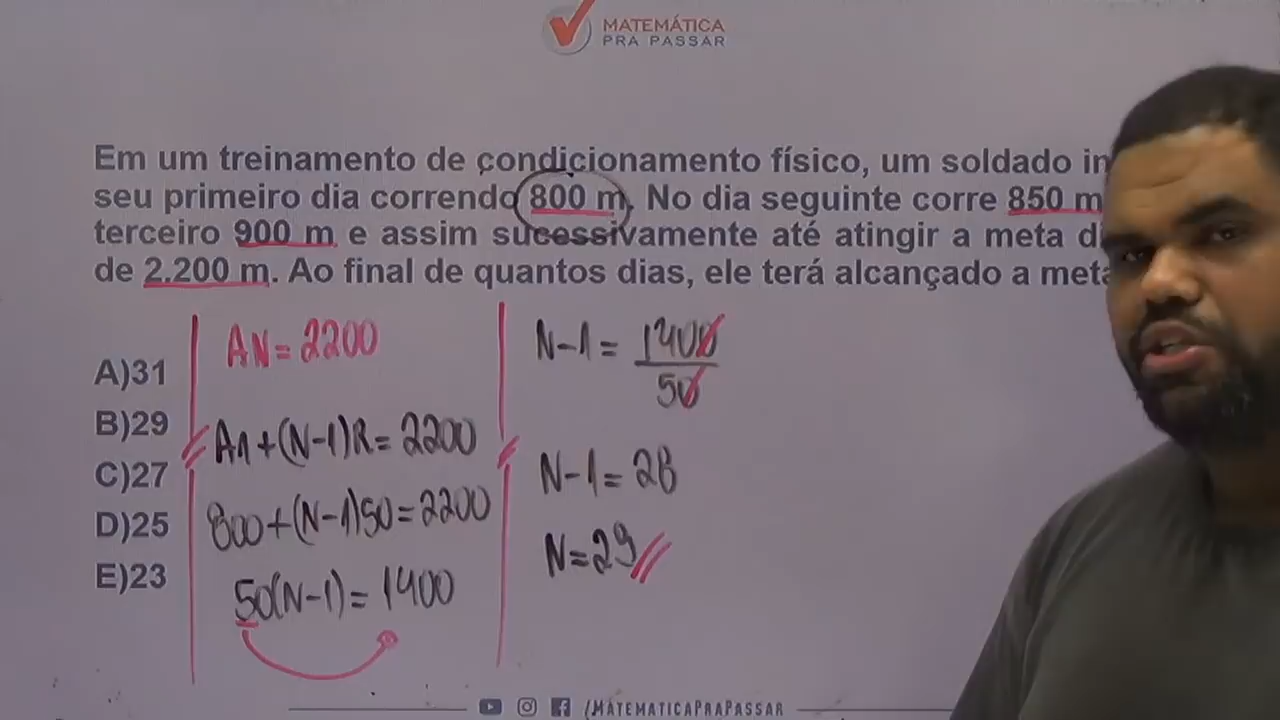 MATEMÁTICA
PRA PASSAR
Em um treinamento de condicionamento físico, um soldado in
seu primeiro dia correndo 800 m. No dia seguinte corre 850 m
terceiro 900 m e assim sucessivamente até atingir a meta d
de 2.200 m. Ao final de quantos dias, ele terá alcançado a meta
A)31
B)29
C)27
D)25
E)23
AN=2200
A1+(N-1)R=2200
800+(N-1)50=2200
50(N-1)=1400
N-1=1400
50
N-1=28
N=29
/MATEMATICAPRAPASSAR